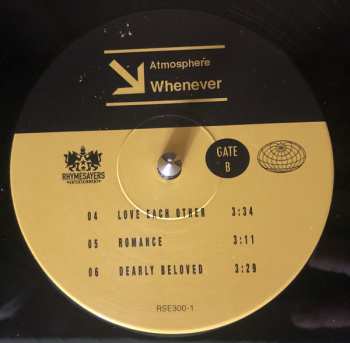 Atmosphere
Whenever
RHYMESAYERS
ENTERTAINMENT
GATE
B
04 LOVE EACH OTHER 3:34
05 ROMANCE 3:11
06 DEARLY BELOVED 3:29
RSE300-1